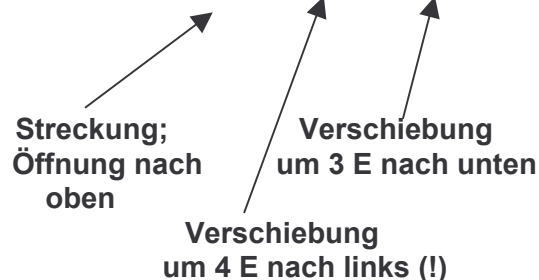 Streckung;
Öffnung nach
oben
Verschiebung
um 3 E nach unten
Verschiebung
um 4 E nach links (!)